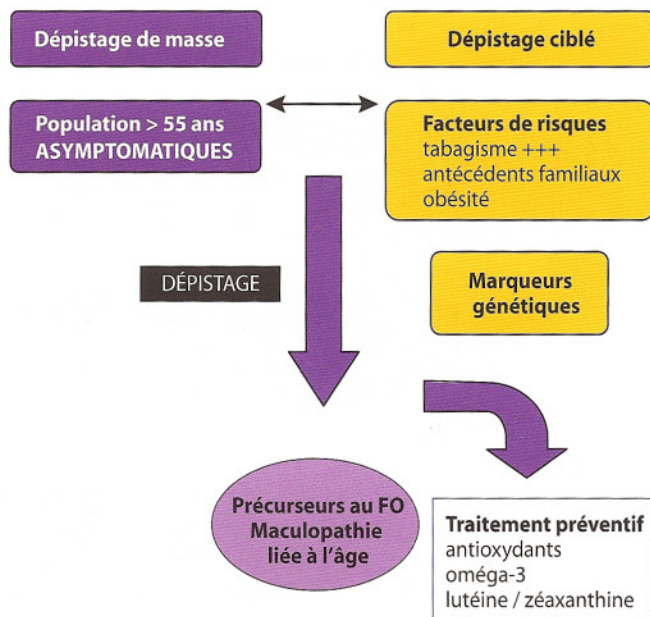 Dépistage de masse
Dépistage ciblé
Population > 55 ans
ASYMPTOMATIQUES
Facteurs de risques
tabagisme +++
antécédents familiaux
obésité
DÉPISTAGE
Marqueurs
génétiques
Précurseurs au FO
Maculopathie
liée à l'âge
Traitement préventif
antioxydants
oméga-3
lutéine / zéaxanthine